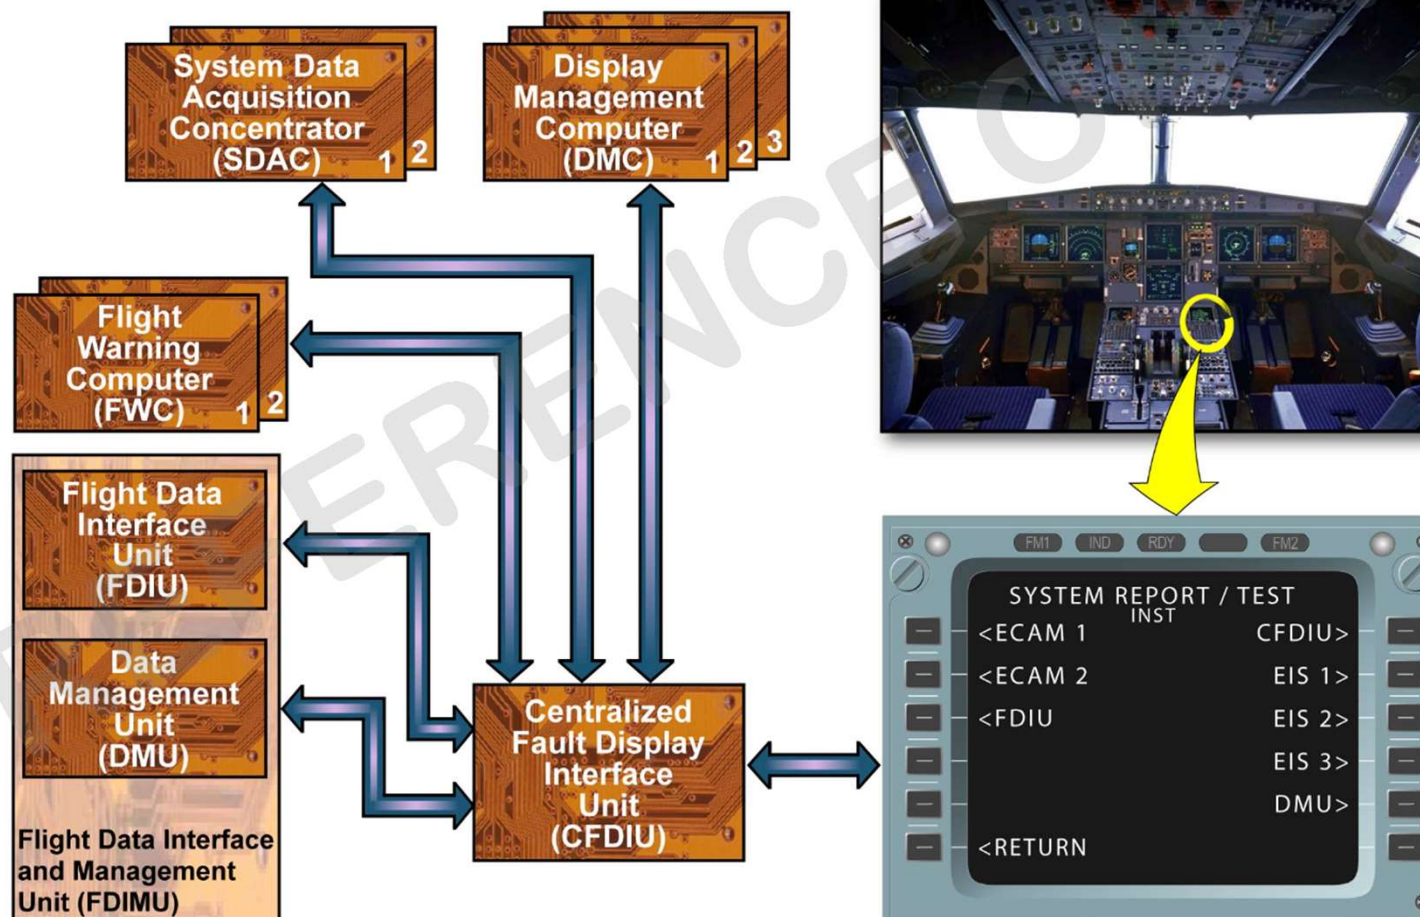 System Data
Acquisition
Concentrator
(SDAC)
1
2
Display
Management
Computer
(DMC)
1
2
3
Flight
Warning
Computer
(FWC)
1
2
Flight Data
Interface
Unit
(FDIU)
Data
Management
Unit
(DMU)
Flight Data Interface
and Management
Unit (FDIMU)
Centralized
Fault Display
Interface
Unit
(CFDIU)
FM1 IND RDY FM2
SYSTEM REPORT / TEST
INST
<ECAM 1 CFDIU>
<ECAM 2 EIS 1>
<FDIU EIS 2>
EIS 3>
DMU>
<RETURN